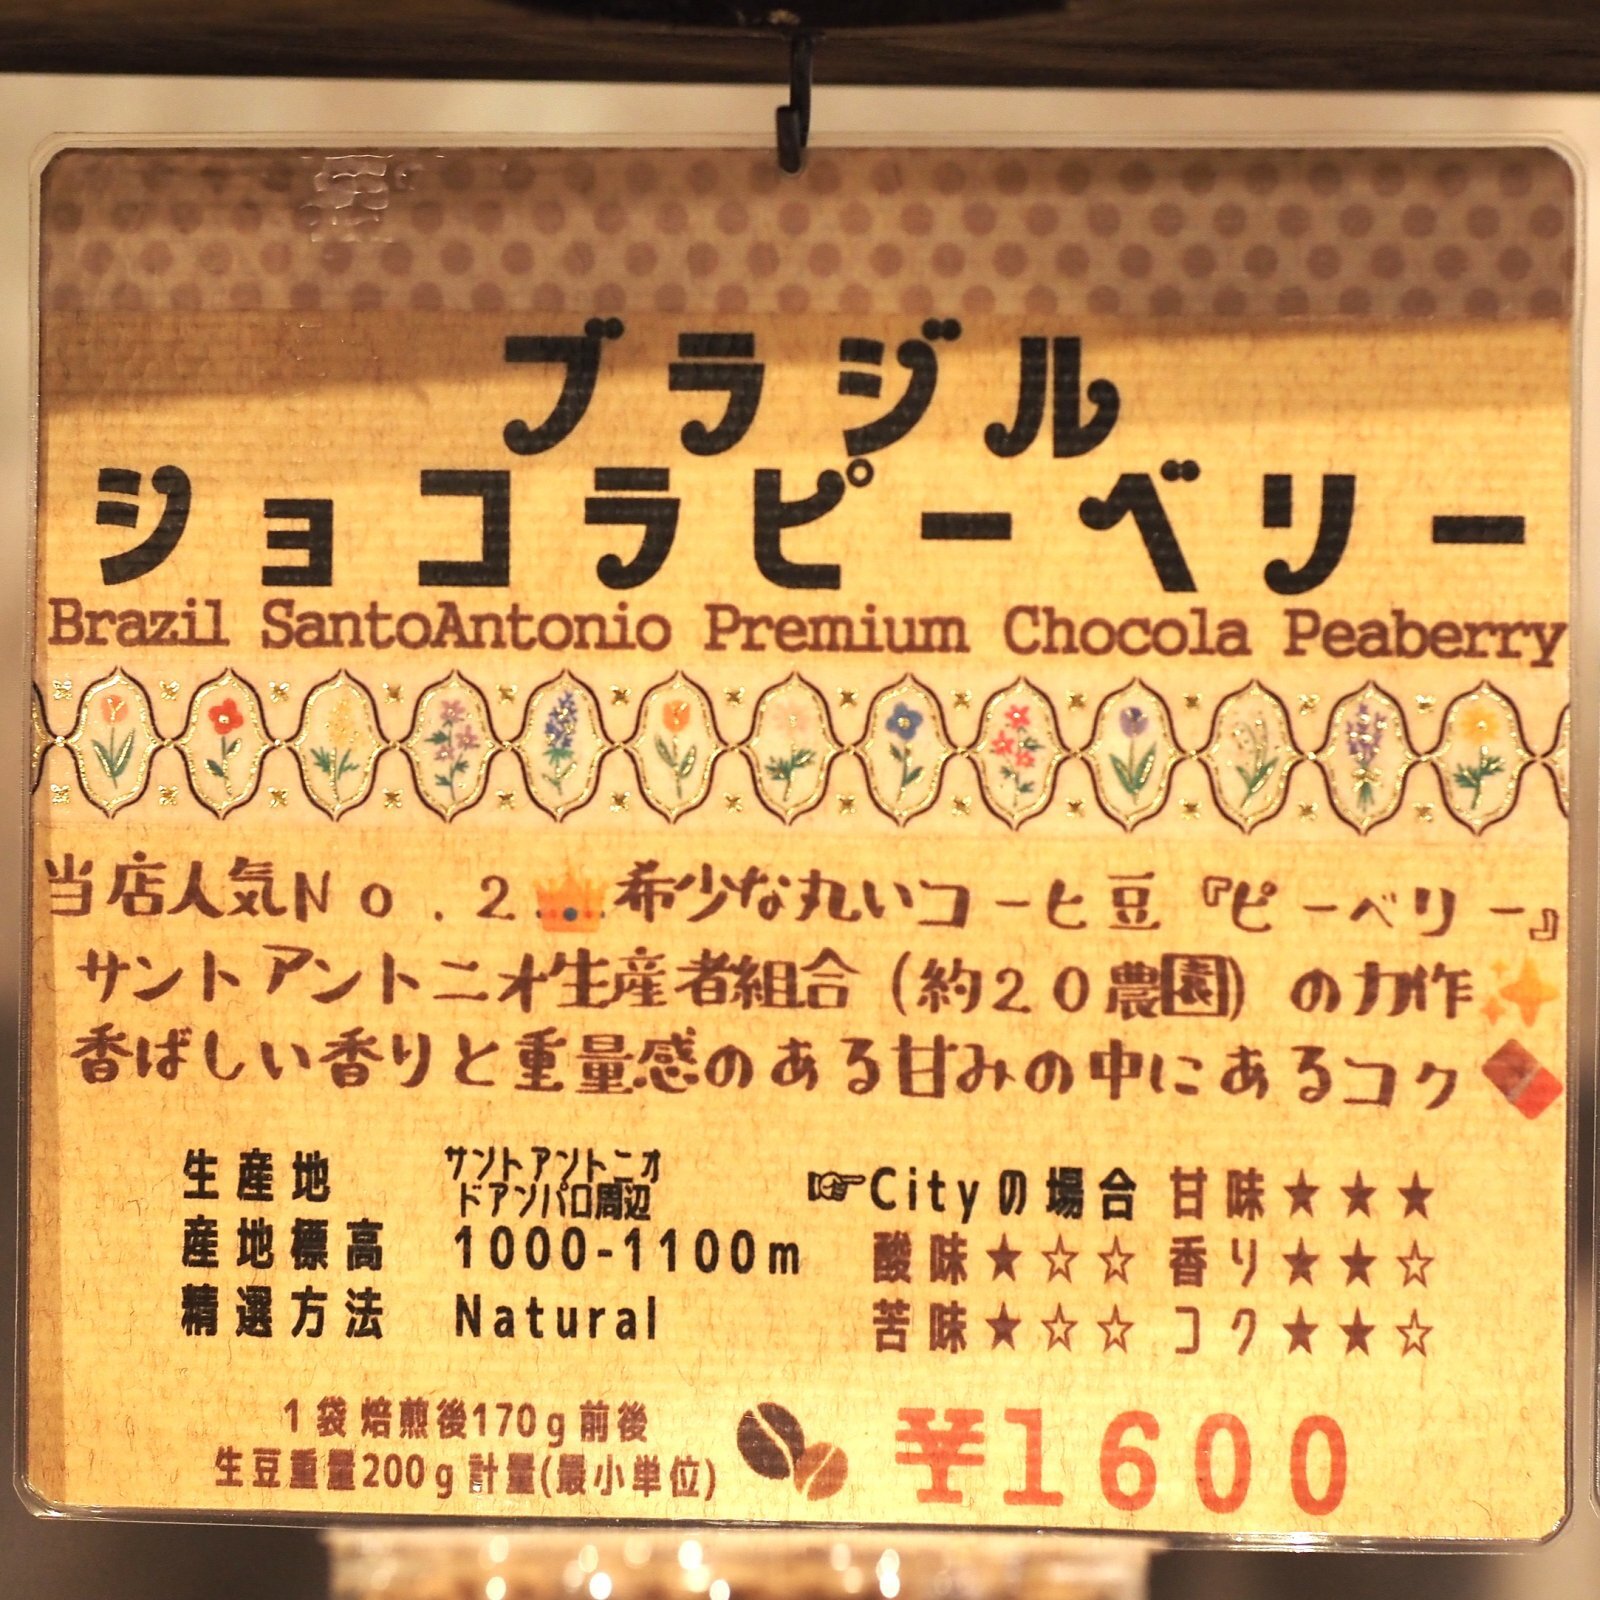 ブラジル
ショコラピーベリー
Brazil SantoAntonio Premium Chocola Peaberry
当店人気No.2👑希少な丸いコーヒ豆『ピーベリー』
サントアントニオ生産者組合(約20農園)の力作✨
香ばしい香りと重量感のある甘みの中にあるコク🍫
生産地 サントアントニオ
ドアンパロ周辺
産地標高 1000-1100m
精選方法 Natural
☞Cityの場合 甘味★★★
酸味★☆☆ 香り★★☆
苦味★☆☆ コク★★☆
1袋焙煎後170g前後
生豆重量200g計量(最小単位)
¥1600